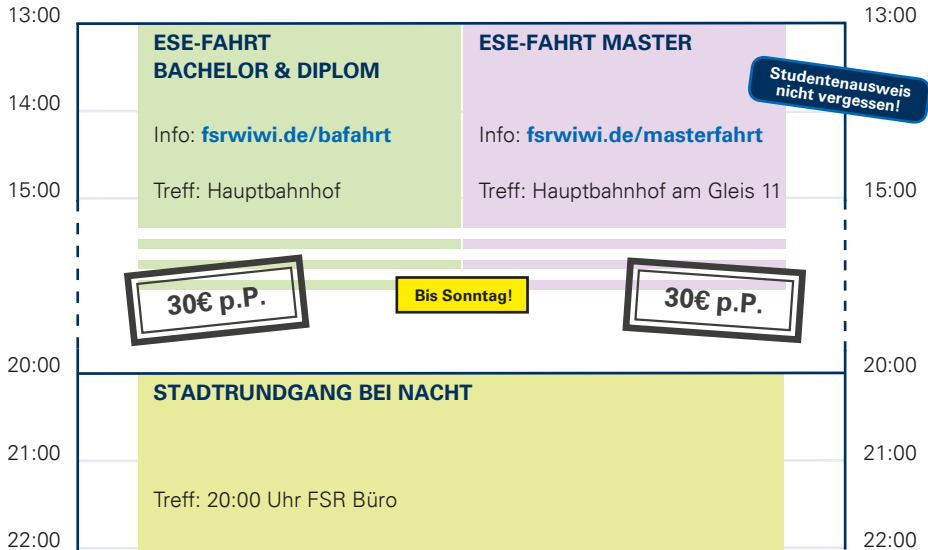 13:00
13:00
ESE-FAHRT
BACHELOR & DIPLOM
ESE-FAHRT MASTER
Studentenausweis
nicht vergessen!
14:00
Info: fsrwiwi.de/bafahrt
Info: fsrwiwi.de/masterfahrt
15:00
Treff: Hauptbahnhof
Treff: Hauptbahnhof am Gleis 11
15:00
30€ p.P.
Bis Sonntag!
30€ p.P.
20:00
20:00
STADTRUNDGANG BEI NACHT
21:00
21:00
Treff: 20:00 Uhr FSR Büro
22:00
22:00